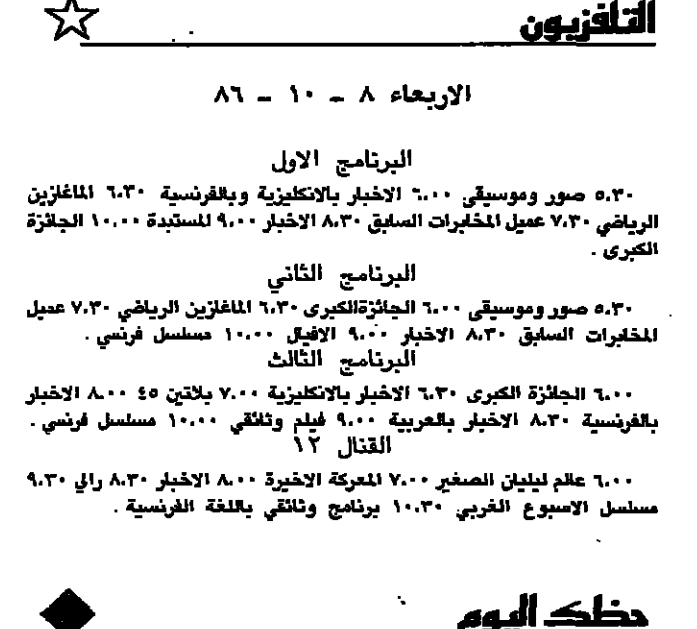 التلفزيون
الاربعاء ٨ - ١٠ - ٨٦
البرنامج الاول
٥،٣٠ صور وموسيقى ٦،٠٠ الاخبار بالانكليزية وبالفرنسية ٦،٣٠ الماغازين
الرياضي ٧،٣٠ عميل المخابرات السابق ٨،٣٠ الاخبار ٩،٠٠ المستبدة ١٠،٠٠ الجائزة
الكبرى .
البرنامج الثاني
٥،٣٠ صور وموسيقى ٦،٠٠ الجائزةالكبرى ٦،٣٠ الماغازين الرياضي ٧،٣٠ عميل
المخابرات السابق ٨،٣٠ الاخبار ٩،٠٠ الافيال ١٠،٠٠ مسلسل فرنسي .
البرنامج الثالث
٦،٠٠ الجائزة الكبرى ٦،٣٠ الاخبار بالانكليزية ٧،٠٠ بلاتين ٤٥ ٨،٠٠ الاخبار
بالفرنسية ٨،٣٠ الاخبار بالعربية ٩،٠٠ فيلم وثائقي ١٠،٠٠ مسلسل فرنسي .
القنال ١٢
٦،٠٠ عالم ليليان الصغير ٧،٠٠ المعركة الاخيرة ٨،٠٠ الاخبار ٨،٣٠ رالي ٩،٣٠
مسلسل الاسبوع الغربي ١٠،٣٠ برنامج وثائقي باللغة الفرنسية .
حظك اليوم